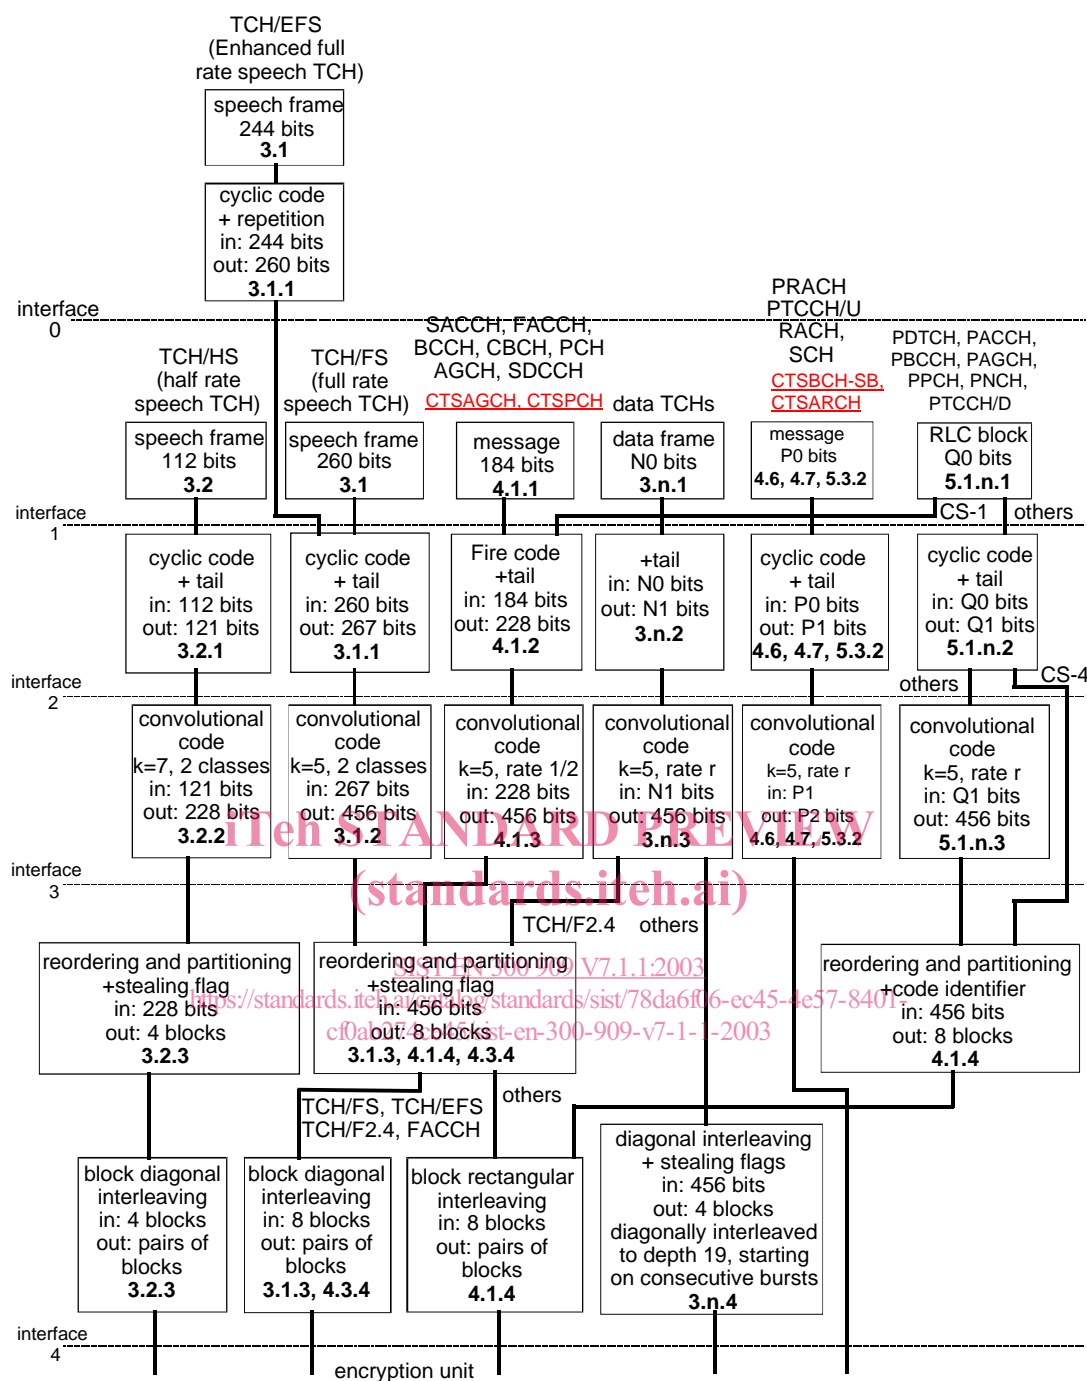 TCH/EFS
(Enhanced full
rate speech TCH)
speech frame
244 bits
3.1
cyclic code
+ repetition
in: 244 bits
out: 260 bits
3.1.1
interface
0
TCH/HS
(half rate
speech TCH)
TCH/FS
(full rate
speech TCH)
SACCH, FACCH,
BCCH, CBCH, PCH
AGCH, SDCCH
CTSAGCH, CTSPCH
data TCHs
PRACH
PTCCH/U
RACH,
SCH
CTSBCH-SB,
CTSARCH
PDTCH, PACCH,
PBCCH, PAGCH,
PPCH, PNCH,
PTCCH/D
speech frame
112 bits
3.2
speech frame
260 bits
3.1
message
184 bits
4.1.1
data frame
N0 bits
3.n.1
message
P0 bits
4.6, 4.7, 5.3.2
RLC block
Q0 bits
5.1.n.1
CS-1
others
interface
1
cyclic code
+ tail
in: 112 bits
out: 121 bits
3.2.1
cyclic code
+ tail
in: 260 bits
out: 267 bits
3.1.1
Fire code
+tail
in: 184 bits
out: 228 bits
4.1.2
+tail
in: N0 bits
out: N1 bits
3.n.2
cyclic code
+ tail
in: P0 bits
out: P1 bits
4.6, 4.7, 5.3.2
cyclic code
+ tail
in: Q0 bits
out: Q1 bits
5.1.n.2
interface
2
others
CS-4
convolutional
code
k=7, 2 classes
in: 121 bits
out: 228 bits
3.2.2
convolutional
code
k=5, 2 classes
in: 267 bits
out: 456 bits
3.1.2
convolutional
code
k=5, rate 1/2
in: 228 bits
out: 456 bits
4.1.3
convolutional
code
k=5, rate r
in: N1 bits
out: 456 bits
3.n.3
convolutional
code
k=5, rate r
in: P1
out: P2 bits
4.6, 4.7, 5.3.2
convolutional
code
k=5, rate r
in: Q1 bits
out: 456 bits
5.1.n.3
iTeh STANDARD PREVIEW
(standards.iteh.ai)
interface
3
TCH/F2.4
others
reordering and partitioning
+stealing flag
in: 228 bits
out: 4 blocks
3.2.3
reordering and partitioning
+stealing flag
in: 456 bits
out: 8 blocks
3.1.3, 4.1.4, 4.3.4
reordering and partitioning
+code identifier
in: 456 bits
out: 8 blocks
4.1.4
SIST EN 300 909 V7.1.1:2003
https://standards.iteh.ai/catalog/standards/sist/78da6f06-ec45-4e57-8401-
cf0ab274cb45/sist-en-300-909-v7-1-1-2003
TCH/FS, TCH/EFS
TCH/F2.4, FACCH
others
block diagonal
interleaving
in: 4 blocks
out: pairs of
blocks
3.2.3
block diagonal
interleaving
in: 8 blocks
out: pairs of
blocks
3.1.3, 4.3.4
block rectangular
interleaving
in: 8 blocks
out: pairs of
blocks
4.1.4
diagonal interleaving
+ stealing flags
in: 456 bits
out: 4 blocks
diagonally interleaved
to depth 19, starting
on consecutive bursts
3.n.4
interface
4
encryption unit